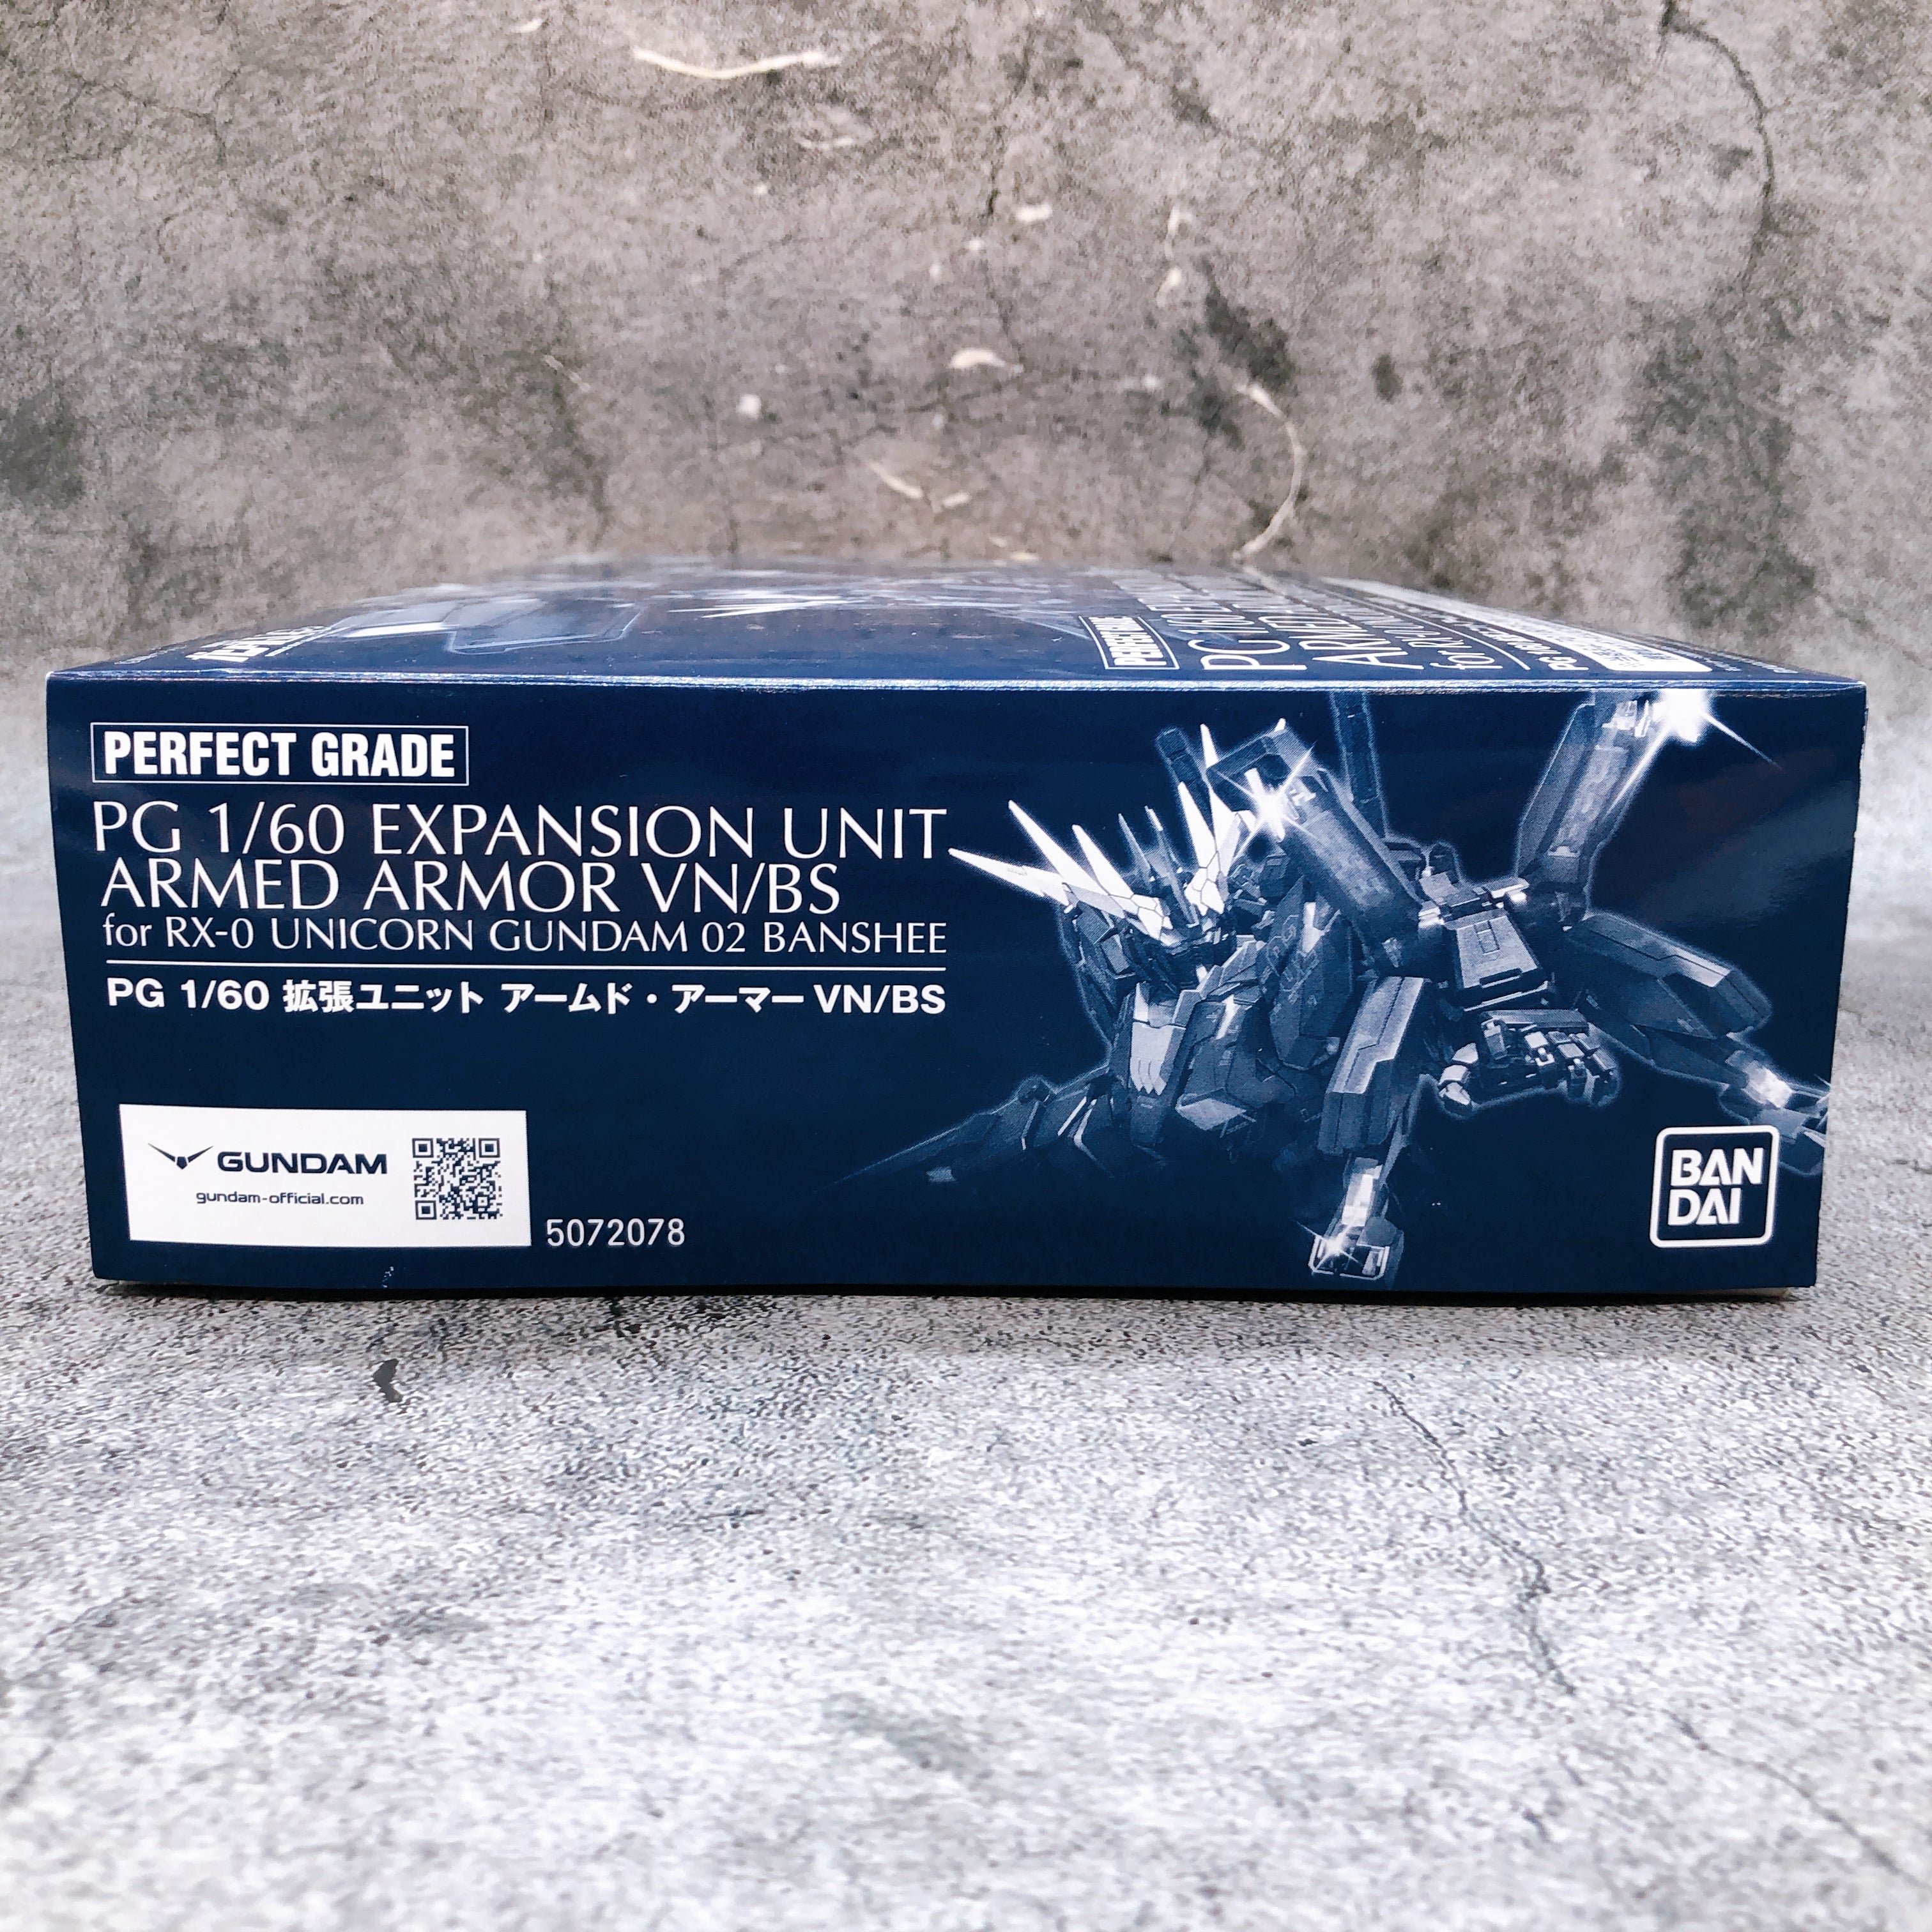 PERFECT GRADE
PG 1/60 EXPANSION UNIT
ARMED ARMOR VN/BS
for RX-0 UNICORN GUNDAM 02 BANSHEE
PG 1/60 拡張ユニット アームド・アーマー VN/BS
GUNDAM
gundam-official.com
5072078
BAN
DAI